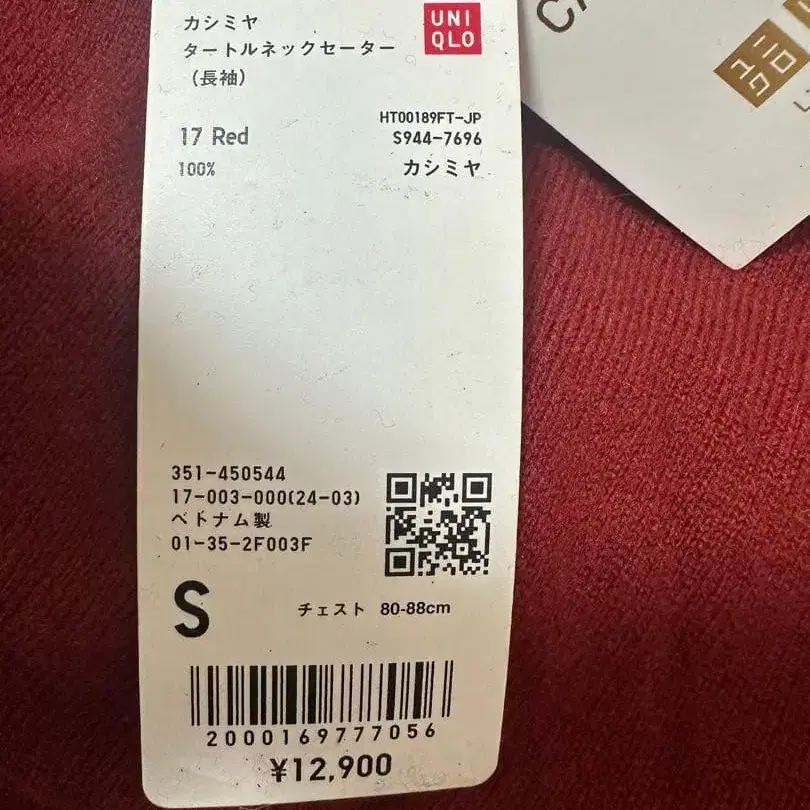 カシミヤ
タートルネックセーター
（長袖）
UNI
QLO
HT00189FT-JP
17 Red
S944-7696
100%
カシミヤ
351-450544
17-003-000(24-03)
ベトナム製
01-35-2F003F
S
チェスト 80-88cm
2000169777056
¥12,900